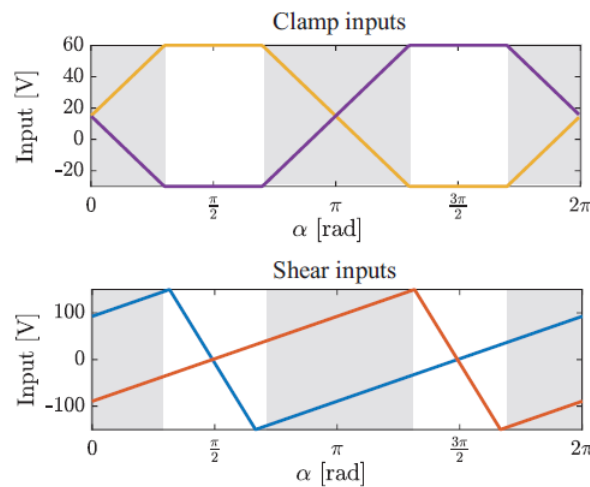 Clamp inputs
Input [V]
60
40
20
0
-20
0
π/2
π
3π/2
2π
α [rad]
Shear inputs
Input [V]
100
0
-100
0
π/2
π
3π/2
2π
α [rad]